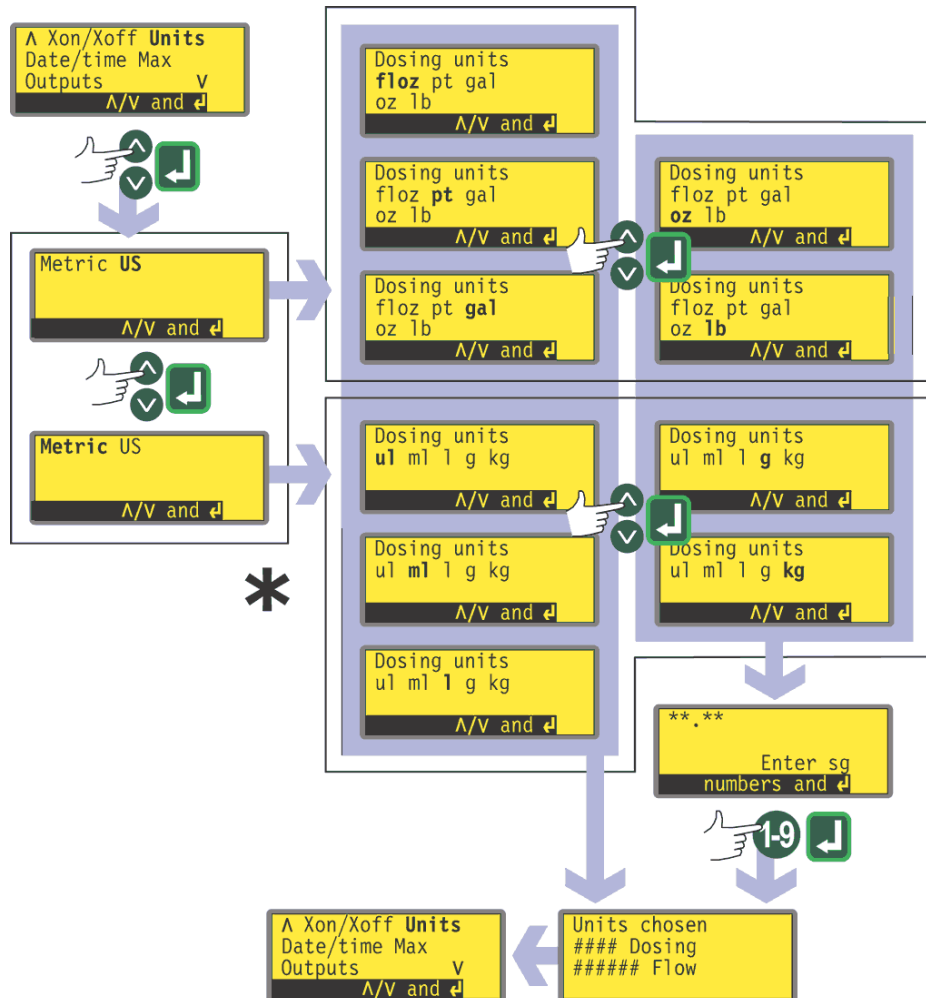 Λ Xon/Xoff Units
Date/time Max
Outputs V
Λ/V and ↲
Metric US
Λ/V and ↲
Metric US
Λ/V and ↲
*
Dosing units
floz pt gal
oz lb
Λ/V and ↲
Dosing units
floz pt gal
oz lb
Λ/V and ↲
Dosing units
floz pt gal
oz lb
Λ/V and ↲
Dosing units
floz pt gal
oz lb
Λ/V and ↲
Dosing units
floz pt gal
oz lb
Λ/V and ↲
Dosing units
ul ml l g kg
Λ/V and ↲
Dosing units
ul ml l g kg
Λ/V and ↲
Dosing units
ul ml l g kg
Λ/V and ↲
Dosing units
ul ml l g kg
Λ/V and ↲
Dosing units
ul ml l g kg
Λ/V and ↲
**.**
Enter sg
numbers and ↲
1-9
Units chosen
#### Dosing
###### Flow
Λ Xon/Xoff Units
Date/time Max
Outputs V
Λ/V and ↲